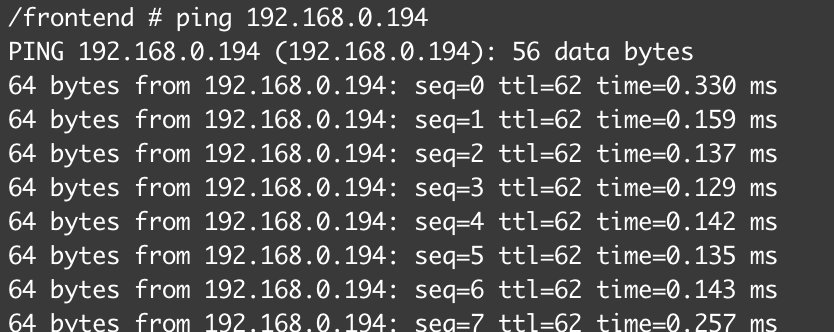 /frontend # ping 192.168.0.194
PING 192.168.0.194 (192.168.0.194): 56 data bytes
64 bytes from 192.168.0.194: seq=0 ttl=62 time=0.330 ms
64 bytes from 192.168.0.194: seq=1 ttl=62 time=0.159 ms
64 bytes from 192.168.0.194: seq=2 ttl=62 time=0.137 ms
64 bytes from 192.168.0.194: seq=3 ttl=62 time=0.129 ms
64 bytes from 192.168.0.194: seq=4 ttl=62 time=0.142 ms
64 bytes from 192.168.0.194: seq=5 ttl=62 time=0.135 ms
64 bytes from 192.168.0.194: seq=6 ttl=62 time=0.143 ms
64 bytes from 192.168.0.194: seq=7 ttl=62 time=0.257 ms